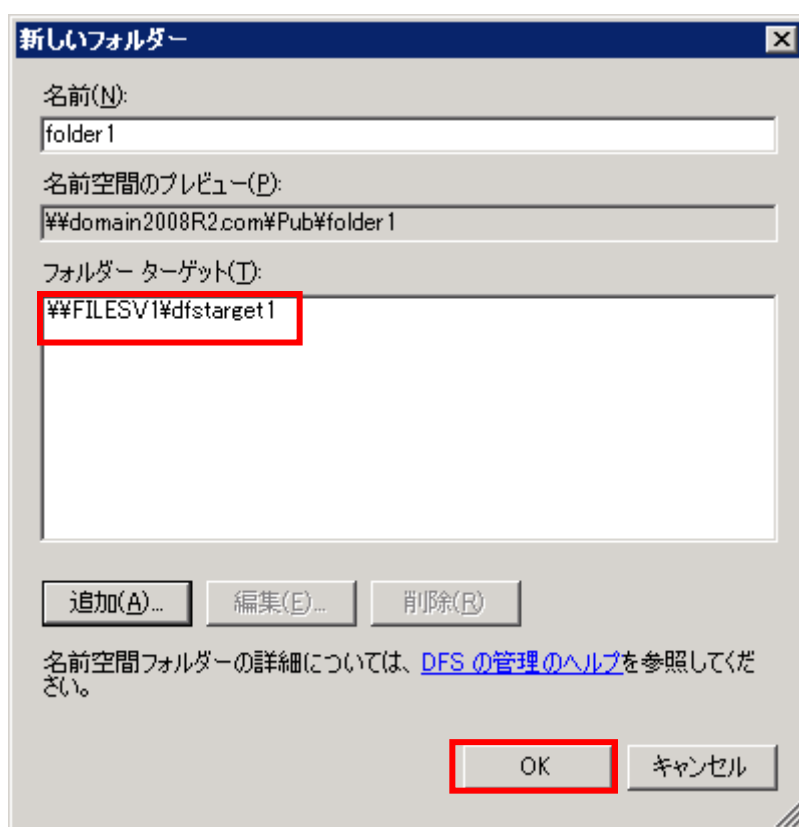 新しいフォルダー
名前(N):
folder1
名前空間のプレビュー(P):
¥¥domain2008R2.com¥Pub¥folder1
フォルダー ターゲット(T):
¥¥FILESV1¥dfstarget1
追加(A)... 編集(E)... 削除(R)
名前空間フォルダーの詳細については、DFS の管理のヘルプを参照してくだ
さい。
OK キャンセル